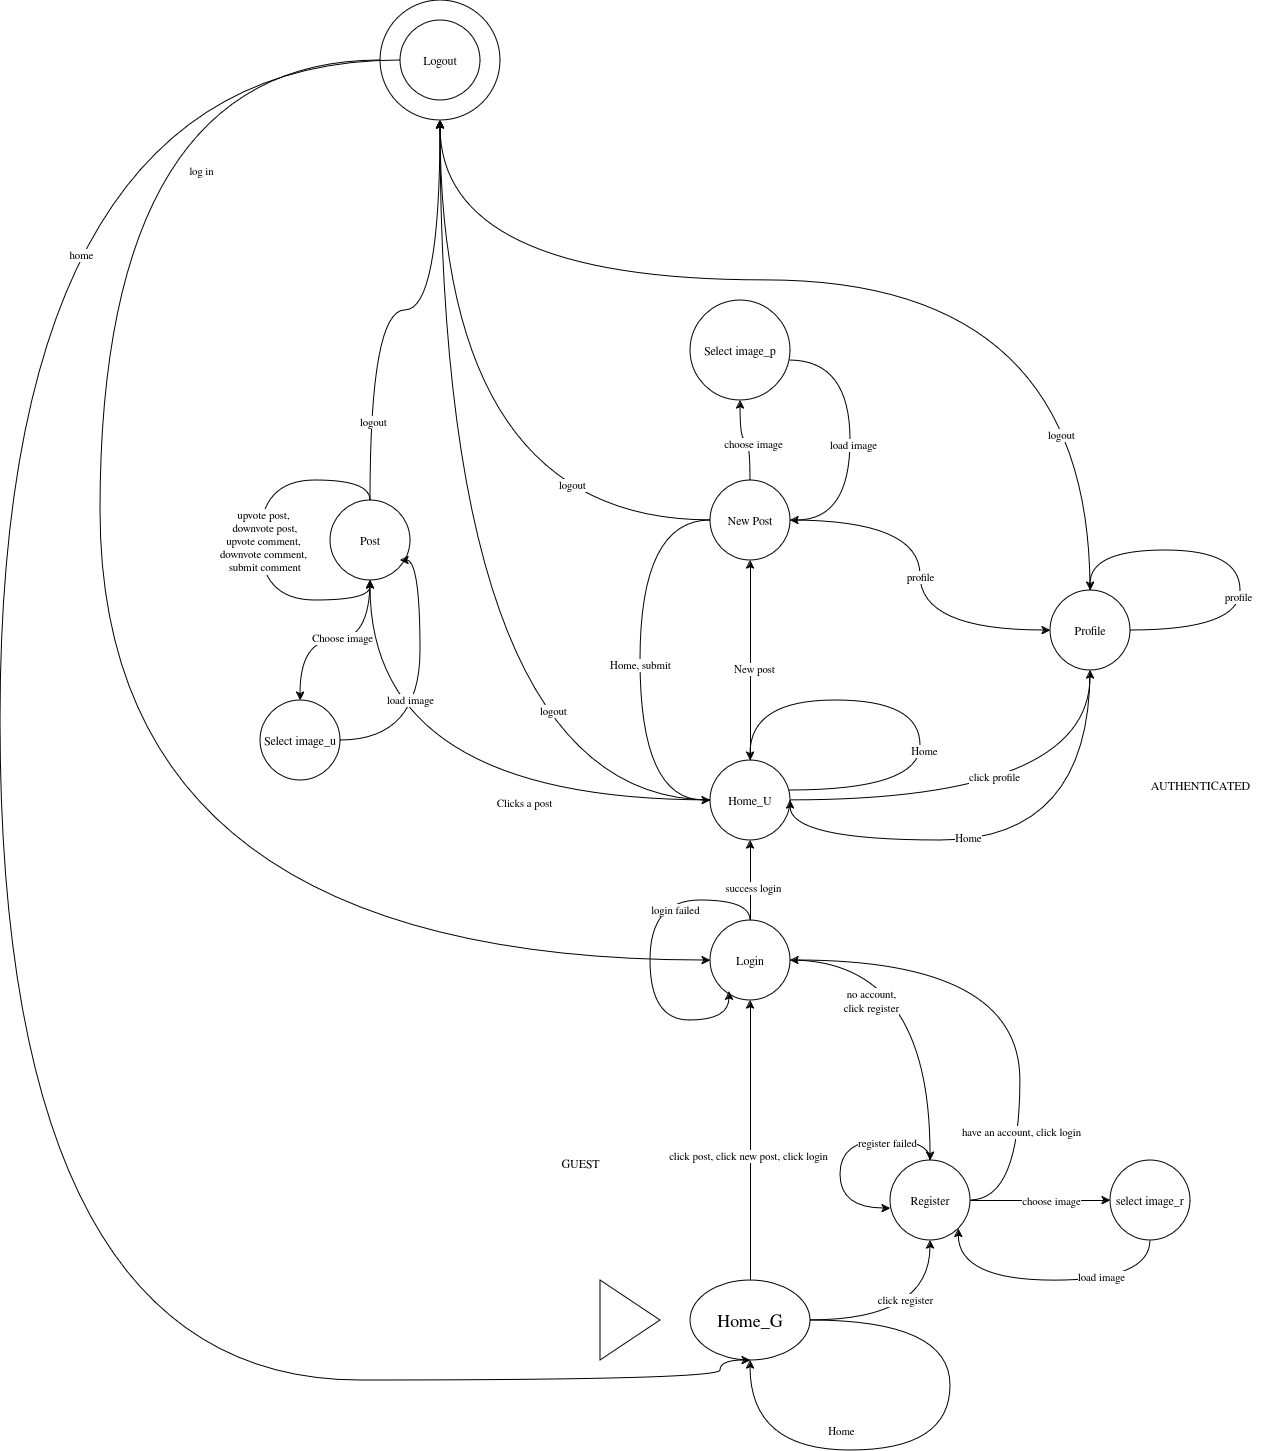 Logout
log in
home
Select image_p
logout
choose image
load image
logout
logout
upvote post,
downvote post,
upvote comment,
downvote comment,
submit comment
Post
New Post
profile
profile
Profile
Choose image
Home, submit
New post
load image
logout
Select image_u
Home
click profile
AUTHENTICATED
Clicks a post
Home_U
Home
success login
login failed
Login
no account,
click register
have an account, click login
register failed
click post, click new post, click login
GUEST
Register
choose image
select image_r
load image
click register
Home_G
Home